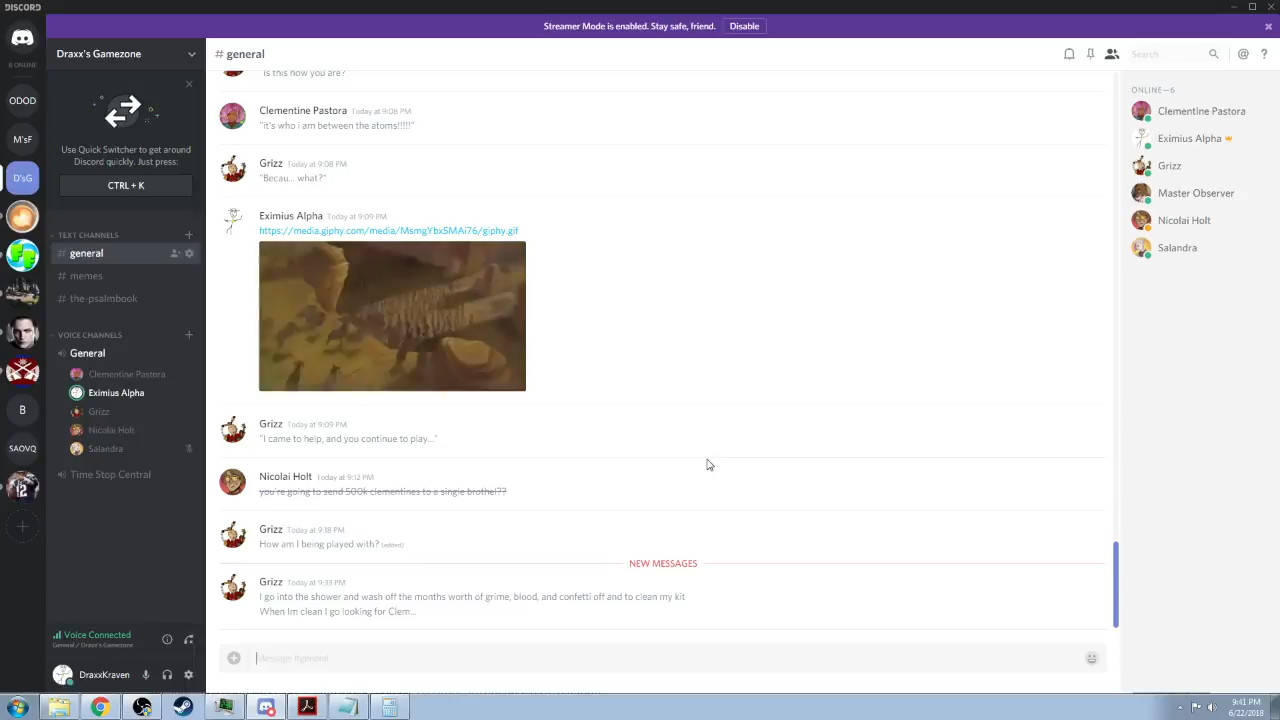 DISCORD
Streamer Mode is enabled. Stay safe, friend. Disable
6 ONLINE
DDDD
WFE
D'sG
B
SAOVQ
Draxx's Gamezone
Use Quick Switcher to get around
Discord quickly. Just press:
CTRL + K
TEXT CHANNELS
# general
# memes
# the-psalmbook
VOICE CHANNELS
General
Clementine Pastora
Eximius Alpha
Grizz
Nicolai Holt
Salandra
Time Stop Central
Voice Connected
General / Draxx's Gamezone
DraxxKraven
# general
Search
@ ?
"Is this how you are?"
Clementine Pastora Today at 9:08 PM
"it's who i am between the atoms!!!!!"
Grizz Today at 9:08 PM
"Becau... what?"
Eximius Alpha Today at 9:09 PM
https://media.giphy.com/media/MsmgYbx5MAi76/giphy.gif
Grizz Today at 9:09 PM
"I came to help, and you continue to play..."
Nicolai Holt Today at 9:12 PM
you're going to send 500k clementines to a single brothel??
Grizz Today at 9:18 PM
How am I being played with? (edited)
NEW MESSAGES
Grizz Today at 9:33 PM
I go into the shower and wash off the months worth of grime, blood, and confetti off and to clean my kit
When Im clean I go looking for Clem...
Message #general
ONLINE—6
Clementine Pastora
Eximius Alpha
Grizz
Master Observer
Nicolai Holt
Salandra
9:41 PM
6/22/2018